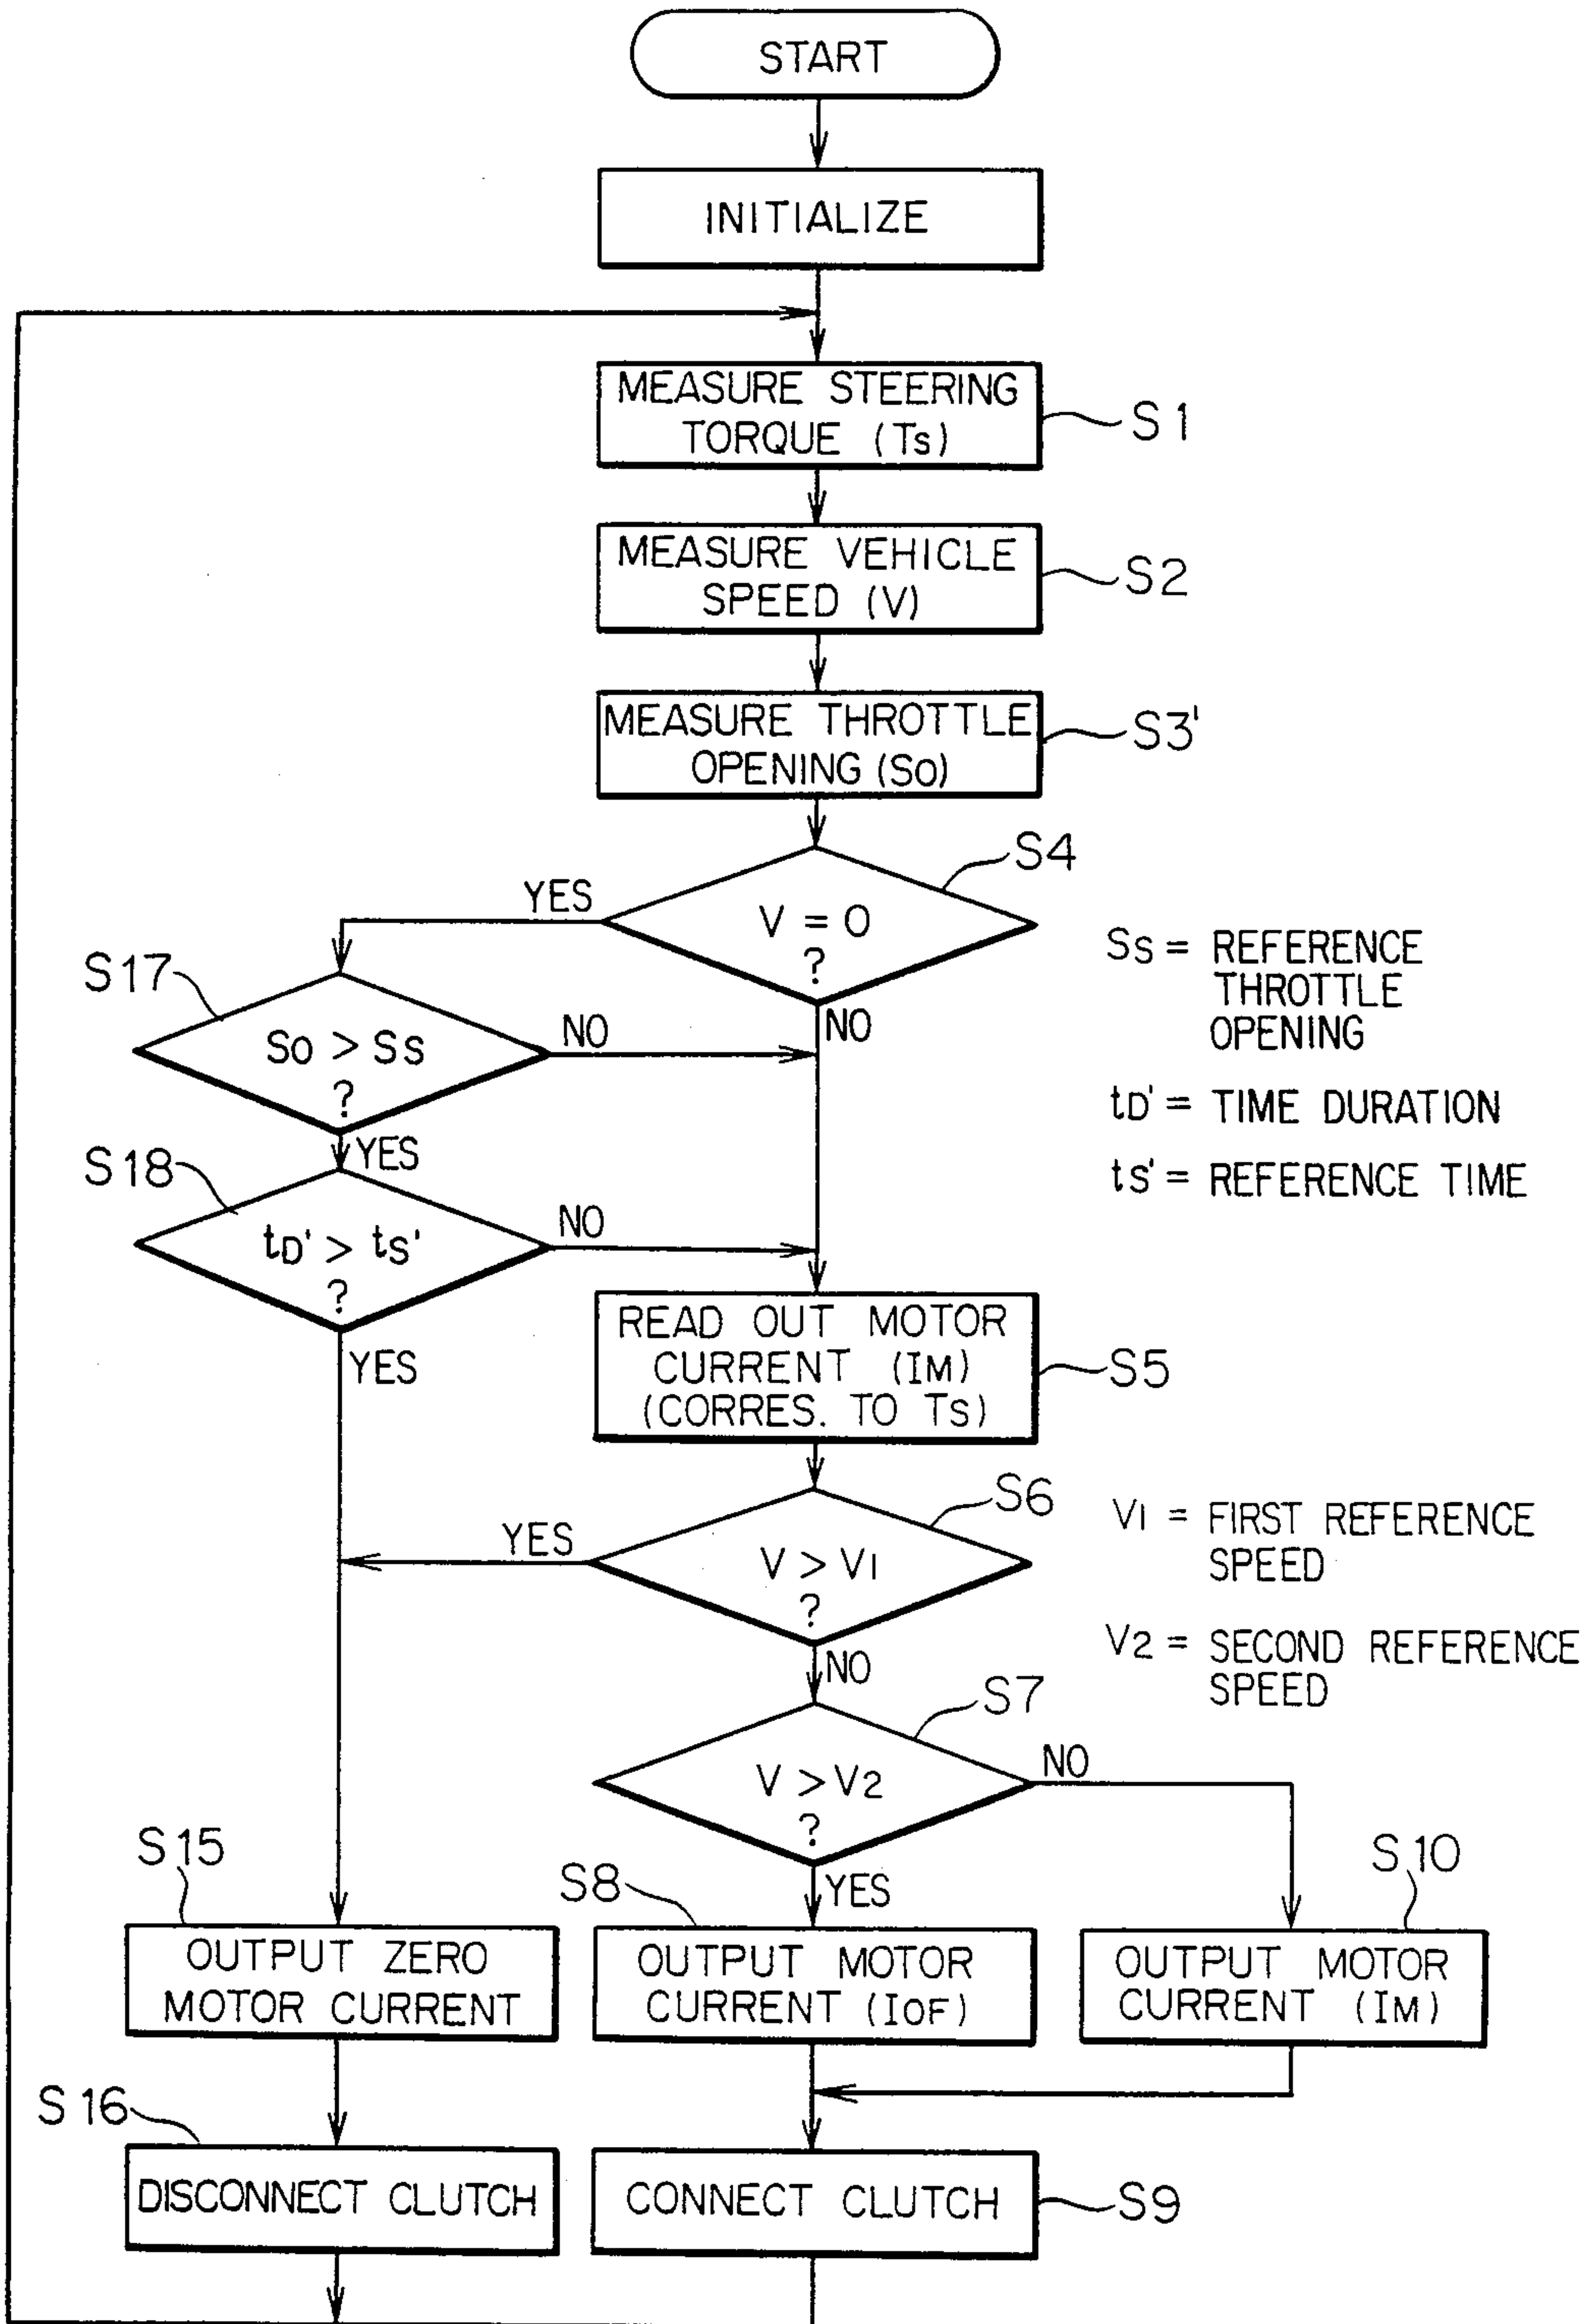 START
INITIALIZE
MEASURE STEERING
TORQUE (Ts)
S1
MEASURE VEHICLE
SPEED (V)
S2
MEASURE THROTTLE
OPENING (So)
S3'
S4
YES
V = 0
?
NO
Ss = REFERENCE
THROTTLE
OPENING
tD' = TIME DURATION
ts' = REFERENCE TIME
S17
So > Ss
?
NO
YES
S18
tD' > ts'
?
NO
YES
READ OUT MOTOR
CURRENT (IM)
(CORRES. TO Ts)
S5
S6
YES
V > V1
?
NO
V1 = FIRST REFERENCE
SPEED
V2 = SECOND REFERENCE
SPEED
S7
V > V2
?
NO
YES
S15
OUTPUT ZERO
MOTOR CURRENT
S8
OUTPUT MOTOR
CURRENT (IOF)
S10
OUTPUT MOTOR
CURRENT (IM)
S16
DISCONNECT CLUTCH
CONNECT CLUTCH
S9